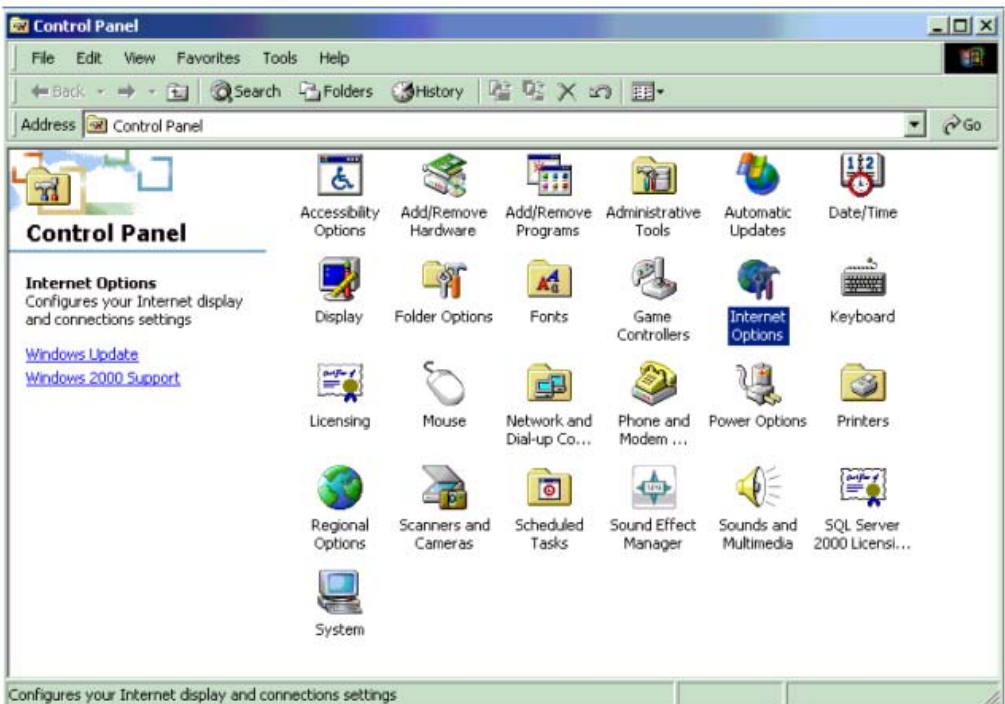 Control Panel
File Edit View Favorites Tools Help
Back Search Folders History
Address Control Panel Go
Control Panel
Internet Options
Configures your Internet display
and connections settings
Windows Update
Windows 2000 Support
Accessibility
Options
Add/Remove
Hardware
Add/Remove
Programs
Administrative
Tools
Automatic
Updates
Date/Time
Display
Folder Options
Fonts
Game
Controllers
Internet
Options
Keyboard
Licensing
Mouse
Network and
Dial-up Co...
Phone and
Modem ...
Power Options
Printers
Regional
Options
Scanners and
Cameras
Scheduled
Tasks
Sound Effect
Manager
Sounds and
Multimedia
SQL Server
2000 Licensi...
System
Configures your Internet display and connections settings